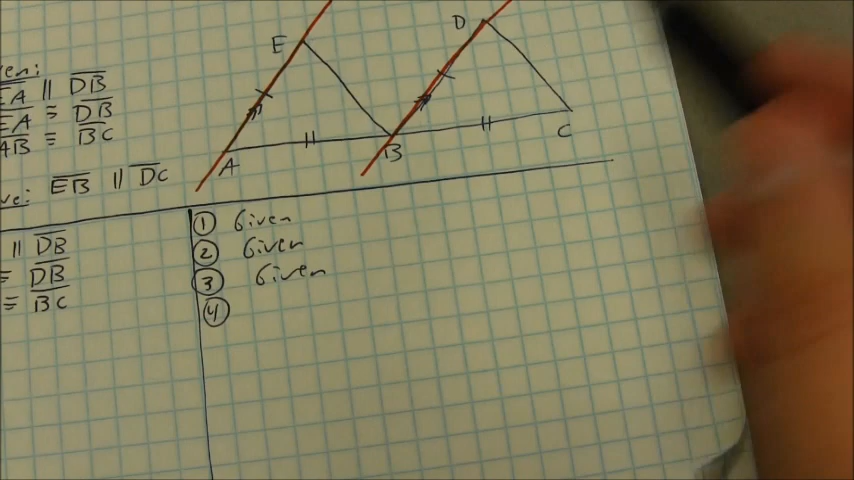 E
D
EA || DB
EA ≅ DB
AB ≅ BC
A
B
C
EB || DC
|| DB
≅ DB
≅ BC
① Given
② Given
③ Given
④